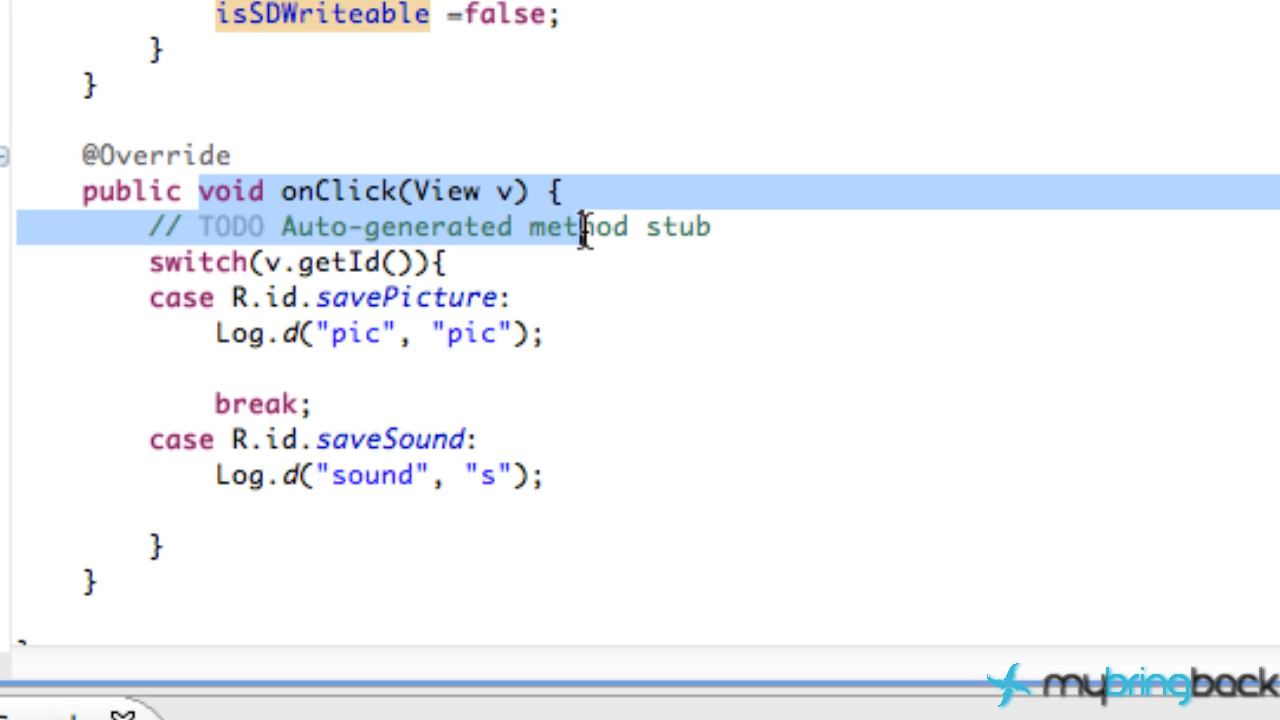 isSDWriteable =false;
}
}
@Override
public void onClick(View v) {
// TODO Auto-generated method stub
switch(v.getId()){
case R.id.savePicture:
Log.d("pic", "pic");
break;
case R.id.saveSound:
Log.d("sound", "s");
}
}
mybringback